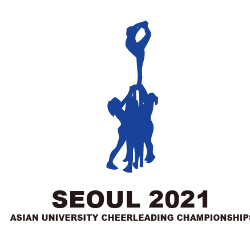 SEOUL 2021
ASIAN UNIVERSITY CHEERLEADING CHAMPIONSHIPS